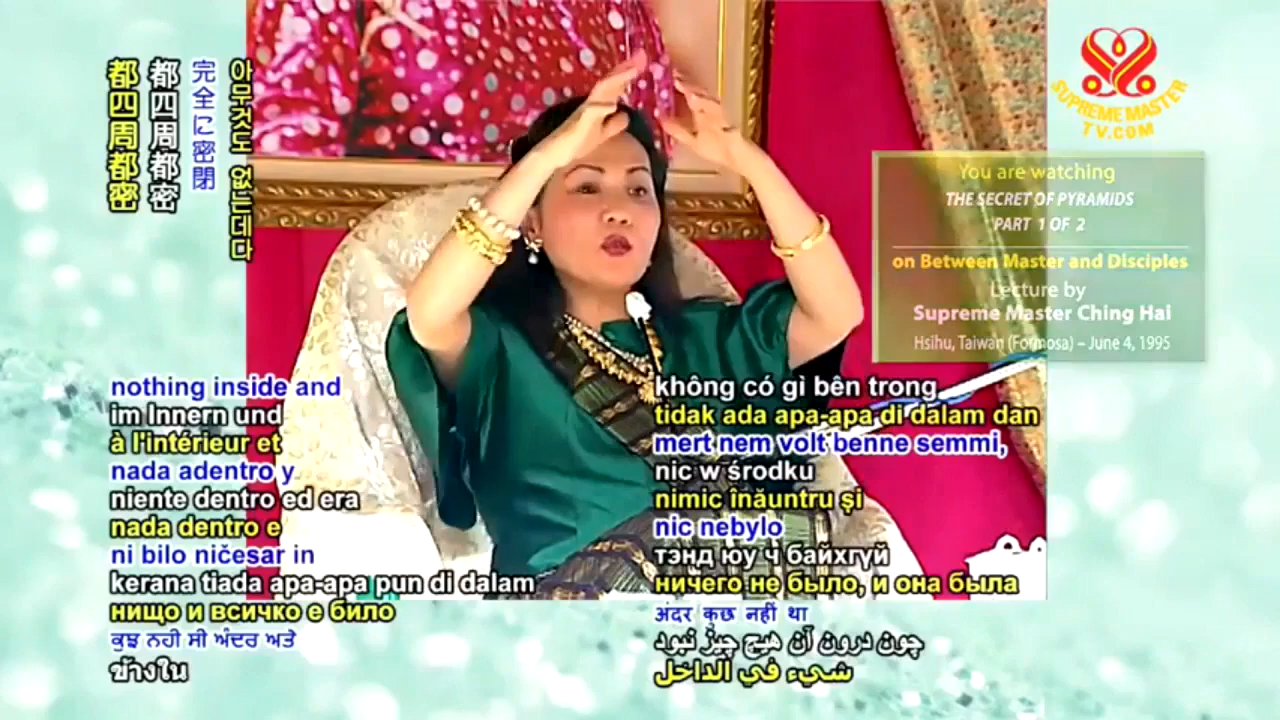 都四周都密
都四周都密
完全に密閉
아무것도 없는데다
SUPREME MASTER
TV.COM
You are watching
THE SECRET OF PYRAMIDS
PART 1 OF 2
on Between Master and Disciples
Lecture by
Supreme Master Ching Hai
Hsihu, Taiwan (Formosa) – June 4, 1995
nothing inside and
im Innern und
à l'intérieur et
nada adentro y
niente dentro ed era
nada dentro e
ni bilo ničesar in
kerana tiada apa-apa pun di dalam
нищо и всичко е било
ਕੁਝ ਨਹੀ ਸੀ ਅੰਦਰ ਅਤੇ
ข้างใน
không có gì bên trong
tidak ada apa-apa di dalam dan
mert nem volt benne semmi,
nic w środku
nimic înăuntru și
nic nebylo
тэнд юу ч байхгүй
ничего не было, и она была
अंदर कुछ नहीं था
چون درون آن هیچ چیز نبود
شيء في الداخل